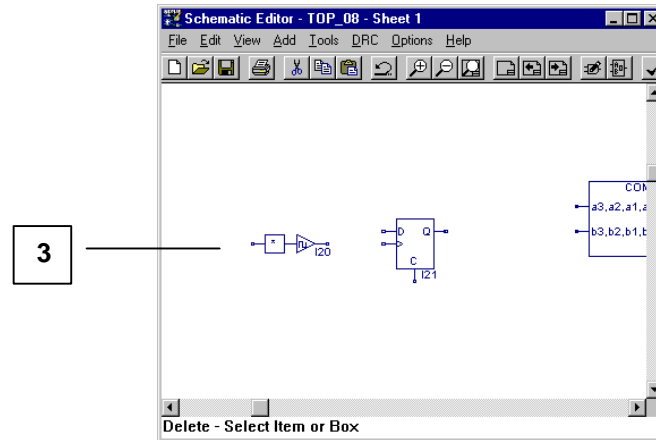 Schematic Editor - TOP_08 - Sheet 1
File Edit View Add Tools DRC Options Help
COM
a3,a2,a1,a
D Q
b3,b2,b1,b
3
I20
C
I21
Delete - Select Item or Box